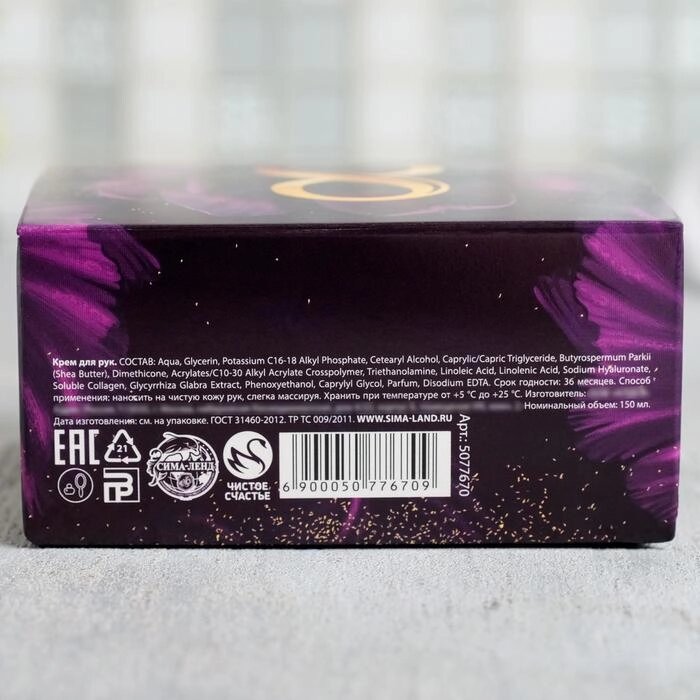 Крем для рук. СОСТАВ: Aqua, Glycerin, Potassium C16-18 Alkyl Phosphate, Cetearyl Alcohol, Caprylic/Capric Triglyceride, Butyrospermum Parkii
(Shea Butter), Dimethicone, Acrylates/C10-30 Alkyl Acrylate Crosspolymer, Triethanolamine, Linoleic Acid, Linolenic Acid, Sodium Hyaluronate,
Soluble Collagen, Glycyrrhiza Glabra Extract, Phenoxyethanol, Caprylyl Glycol, Parfum, Disodium EDTA. Срок годности: 36 месяцев. Способ
применения: наносить на чистую кожу рук, слегка массируя. Хранить при температуре от +5 °C до +25 °C. Изготовитель:
Номинальный объем: 150 мл.
Дата изготовления: см. на упаковке. ГОСТ 31460-2012. ТР ТС 009/2011. WWW.SIMA-LAND.RU
EAC
21
СИМА-ЛЕНД
ЧИСТОЕ
СЧАСТЬЕ
6 900050 776709
Арт. 5077670